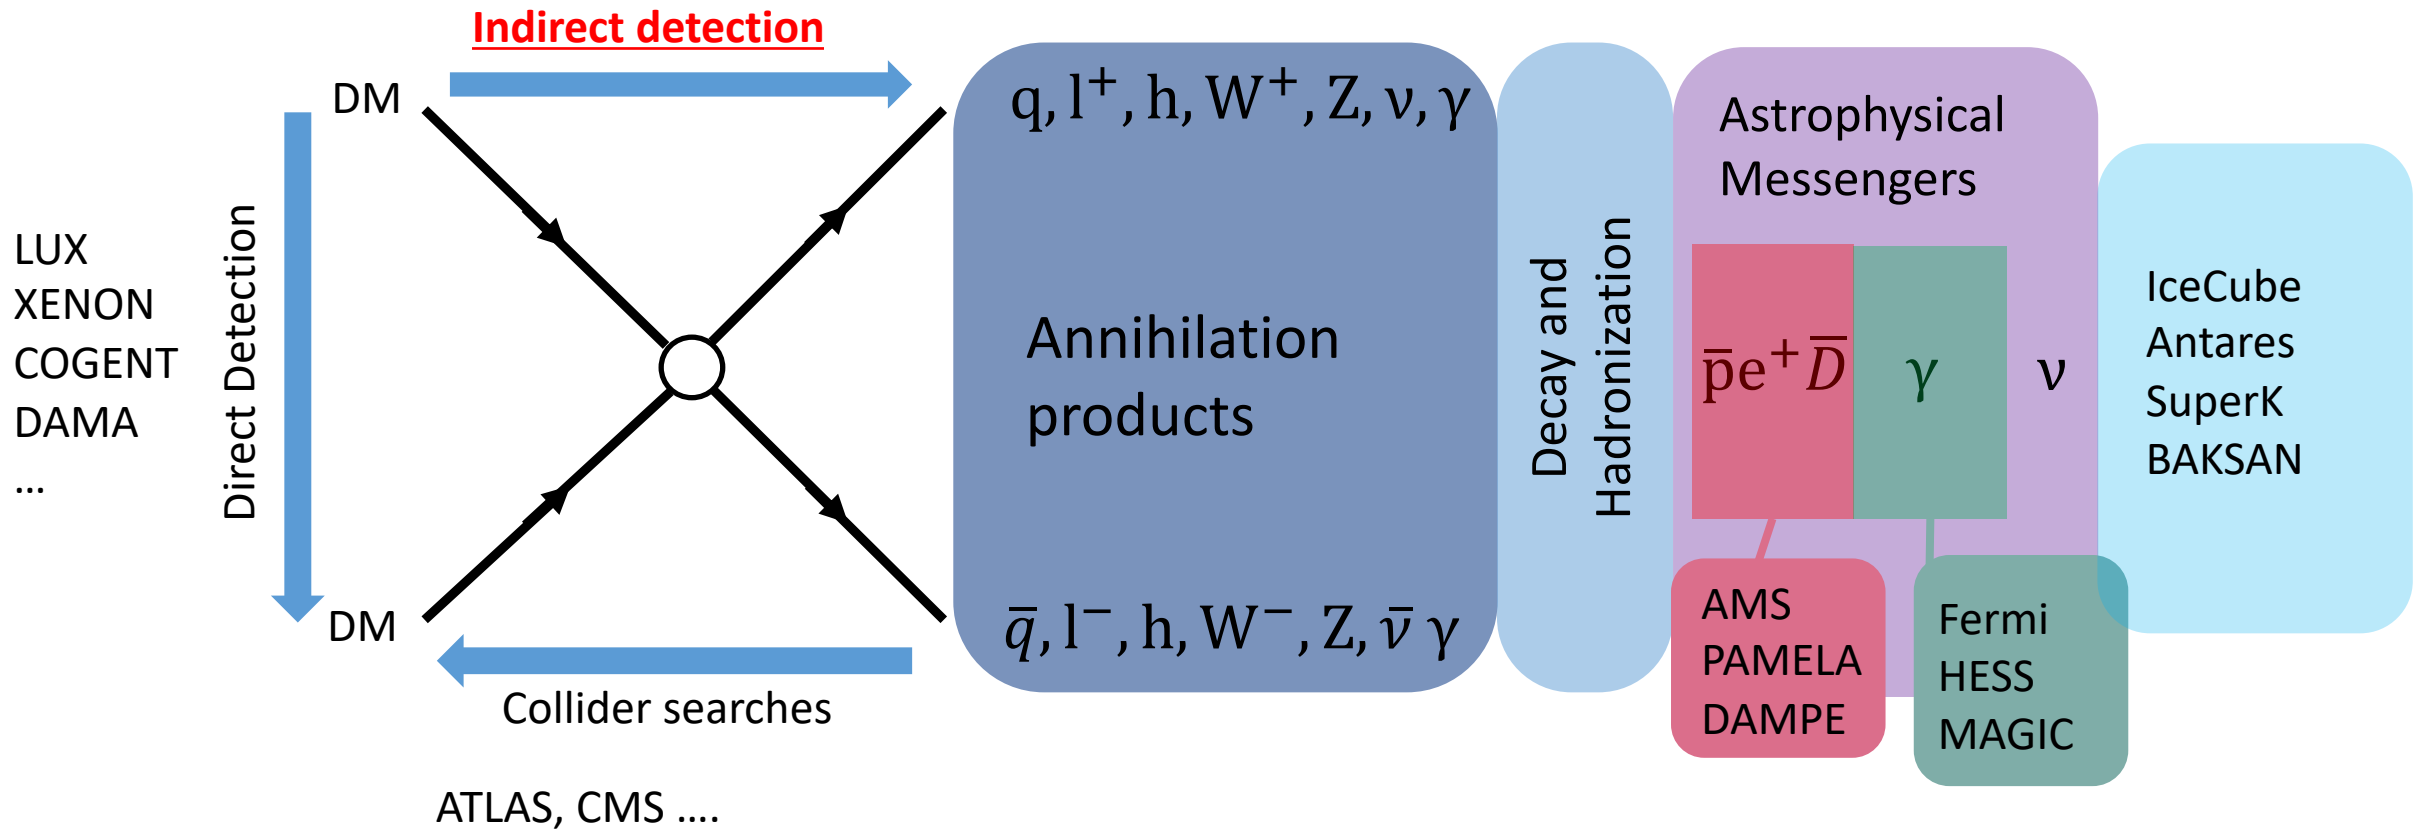 Indirect detection
DM
q, l⁺, h, W⁺, Z, ν, γ
Astrophysical
Messengers
LUX
XENON
COGENT
DAMA
...
Direct Detection
Annihilation
products
Decay and
Hadronization
p̅e⁺D̅
γ
ν
IceCube
Antares
SuperK
BAKSAN
DM
q̅, l⁻, h, W⁻, Z, ν̅ γ
AMS
PAMELA
DAMPE
Fermi
HESS
MAGIC
Collider searches
ATLAS, CMS ....